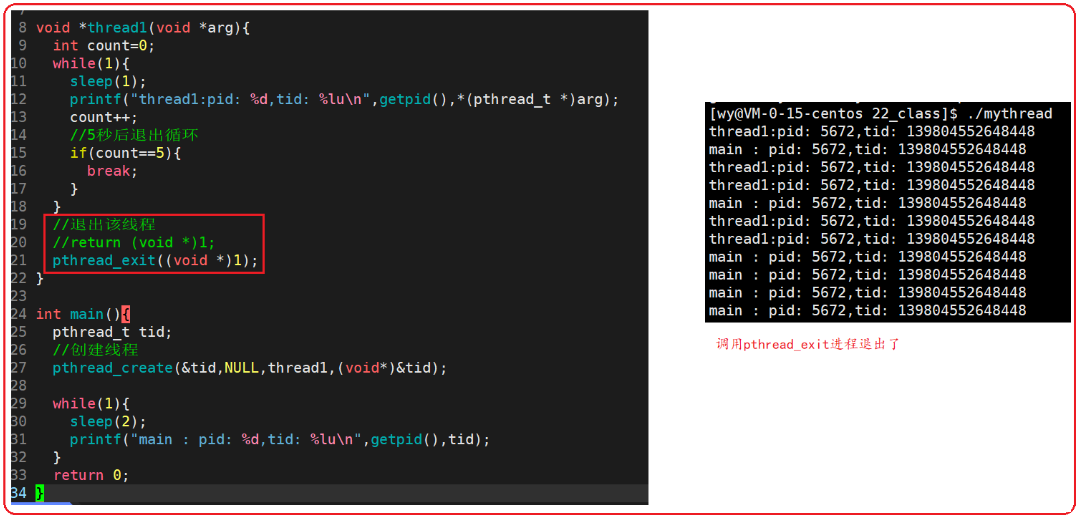 8 void *thread1(void *arg){
9   int count=0;
10   while(1){
11     sleep(1);
12     printf("thread1:pid: %d,tid: %lu\n",getpid(),*(pthread_t *)arg);
13     count++;
14     //5秒后退出循环
15     if(count==5){
16       break;
17     }
18   }
19   //退出该线程
20   //return (void *)1;
21   pthread_exit((void *)1);
22 }
23
24 int main(){
25   pthread_t tid;
26   //创建线程
27   pthread_create(&tid,NULL,thread1,(void*)&tid);
28
29   while(1){
30     sleep(2);
31     printf("main : pid: %d,tid: %lu\n",getpid(),tid);
32   }
33   return 0;
34 }
[wy@VM-0-15-centos 22_class]$ ./mythread
thread1:pid: 5672,tid: 139804552648448
main : pid: 5672,tid: 139804552648448
thread1:pid: 5672,tid: 139804552648448
thread1:pid: 5672,tid: 139804552648448
main : pid: 5672,tid: 139804552648448
thread1:pid: 5672,tid: 139804552648448
thread1:pid: 5672,tid: 139804552648448
main : pid: 5672,tid: 139804552648448
main : pid: 5672,tid: 139804552648448
main : pid: 5672,tid: 139804552648448
main : pid: 5672,tid: 139804552648448
调用pthread_exit进程退出了